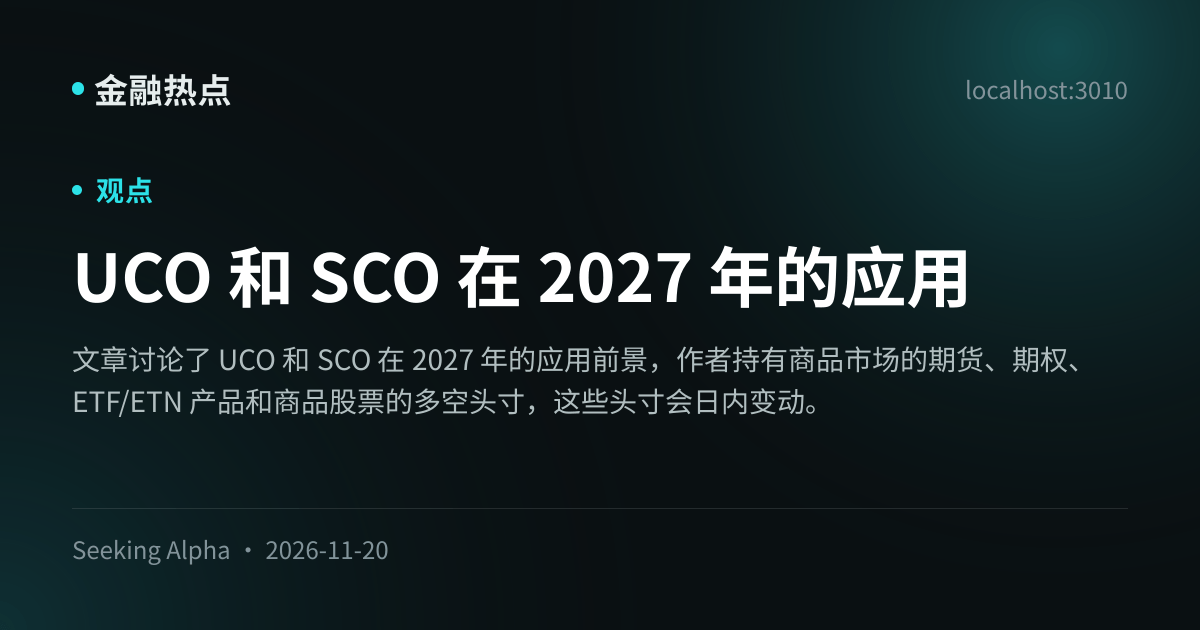 金融热点
localhost:3010
观点
UCO 和 SCO 在 2027 年的应用
文章讨论了 UCO 和 SCO 在 2027 年的应用前景，作者持有商品市场的期货、期权、
ETF/ETN 产品和商品股票的多空头寸，这些头寸会日内变动。
Seeking Alpha · 2026-11-20